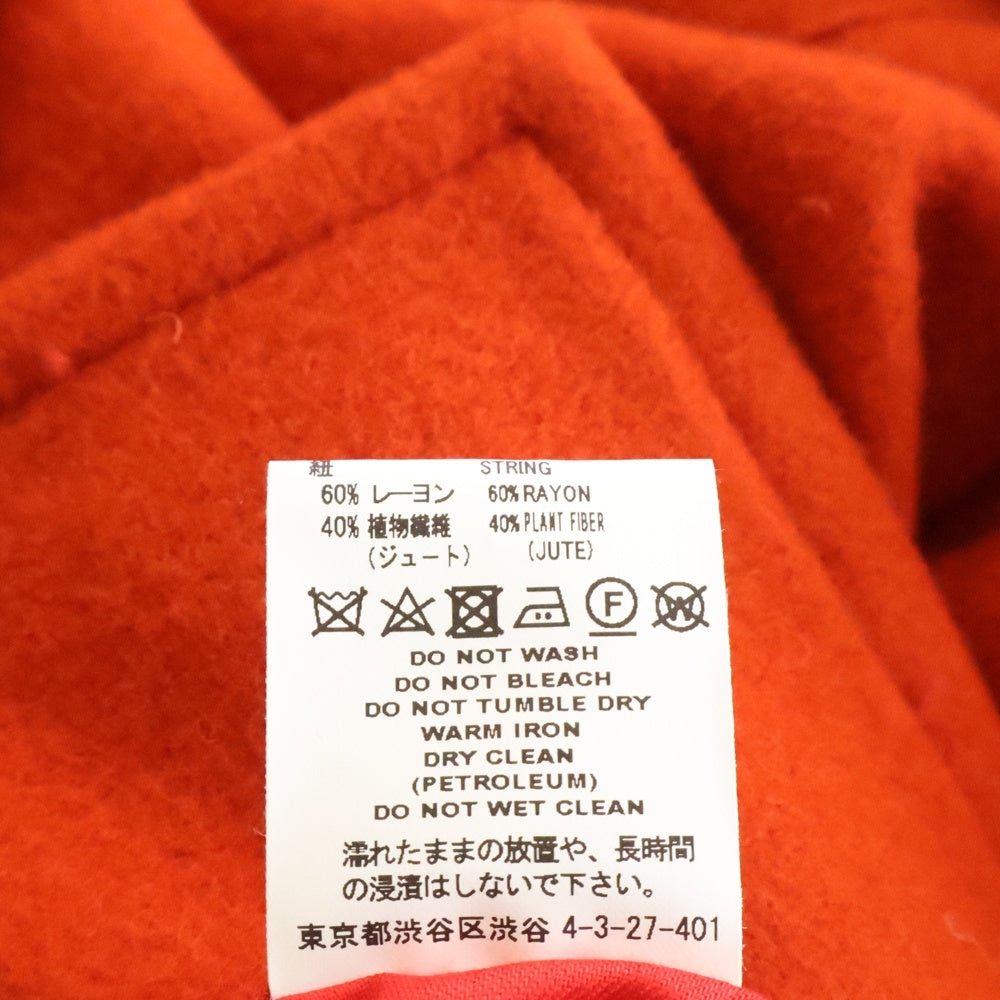 紐 STRING
60% レーヨン 60% RAYON
40% 植物繊維 40% PLANT FIBER
(ジュート) (JUTE)
F W
DO NOT WASH
DO NOT BLEACH
DO NOT TUMBLE DRY
WARM IRON
DRY CLEAN
(PETROLEUM)
DO NOT WET CLEAN
濡れたままの放置や、長時間
の浸漬はしないで下さい。
東京都渋谷区渋谷 4-3-27-401